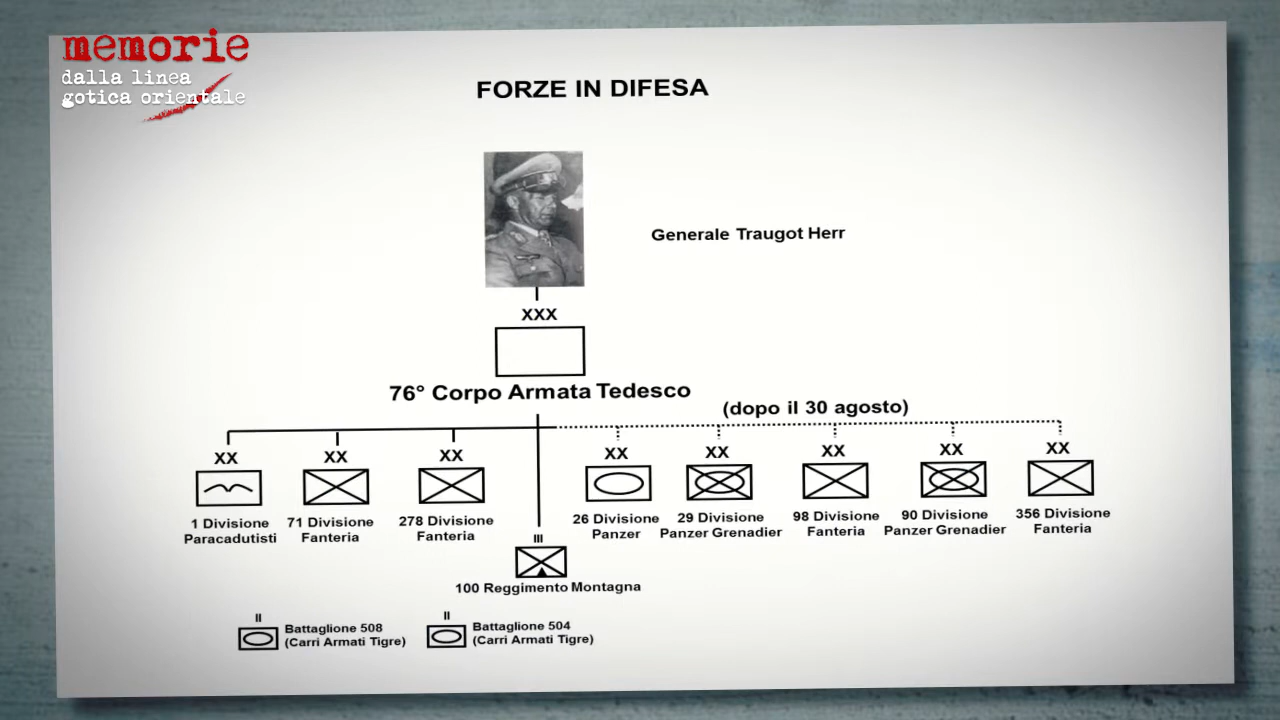 memorie
dalla linea
gotica orientale
FORZE IN DIFESA
Generale Traugot Herr
XXX
76° Corpo Armata Tedesco
(dopo il 30 agosto)
XX
XX
XX
XX
XX
XX
XX
XX
1 Divisione
Paracadutisti
71 Divisione
Fanteria
278 Divisione
Fanteria
26 Divisione
Panzer
29 Divisione
Panzer Grenadier
98 Divisione
Fanteria
90 Divisione
Panzer Grenadier
356 Divisione
Fanteria
III
100 Reggimento Montagna
II
Battaglione 508
(Carri Armati Tigre)
II
Battaglione 504
(Carri Armati Tigre)